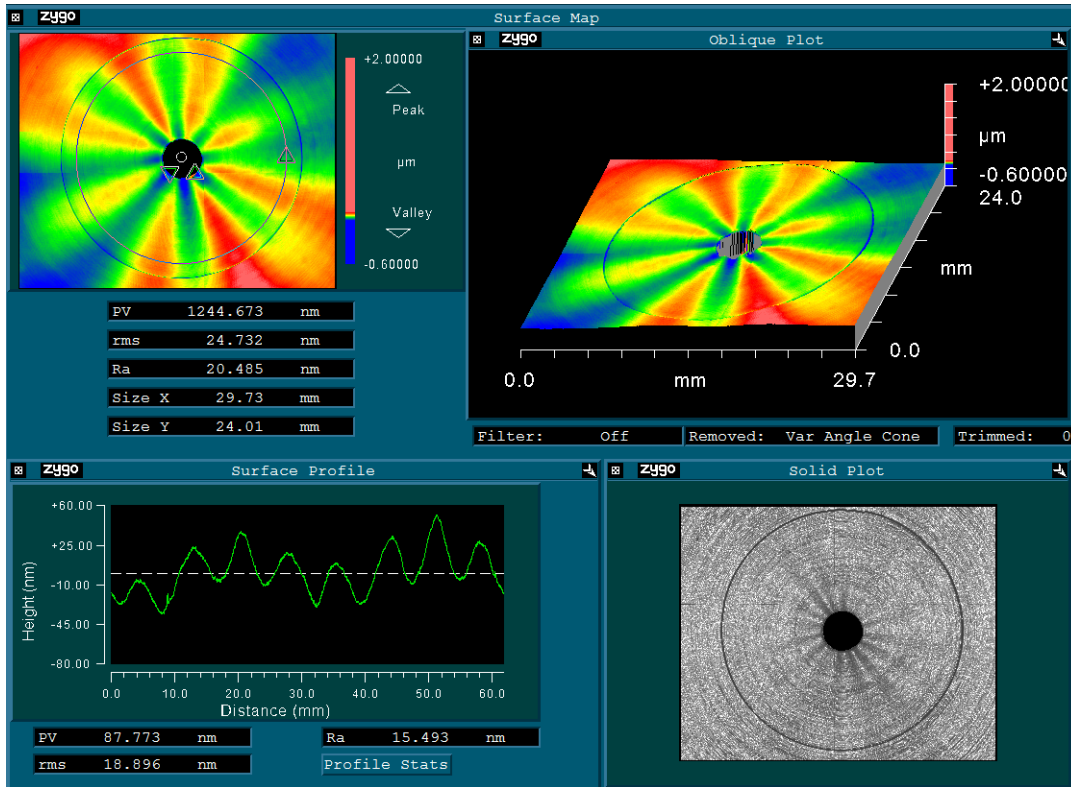 zygo Surface Map
+2.00000
Peak
µm
Valley
-0.60000
PV 1244.673 nm
rms 24.732 nm
Ra 20.485 nm
Size X 29.73 mm
Size Y 24.01 mm
zygo Oblique Plot
+2.00000
µm
-0.60000
24.0
mm
0.0
0.0 mm 29.7
Filter: Off Removed: Var Angle Cone Trimmed: 0
zygo Surface Profile
+60.00
+25.00
-10.00
-45.00
-80.00
Height (nm)
0.0 10.0 20.0 30.0 40.0 50.0 60.0
Distance (mm)
PV 87.773 nm Ra 15.493 nm
rms 18.896 nm Profile Stats
zygo Solid Plot